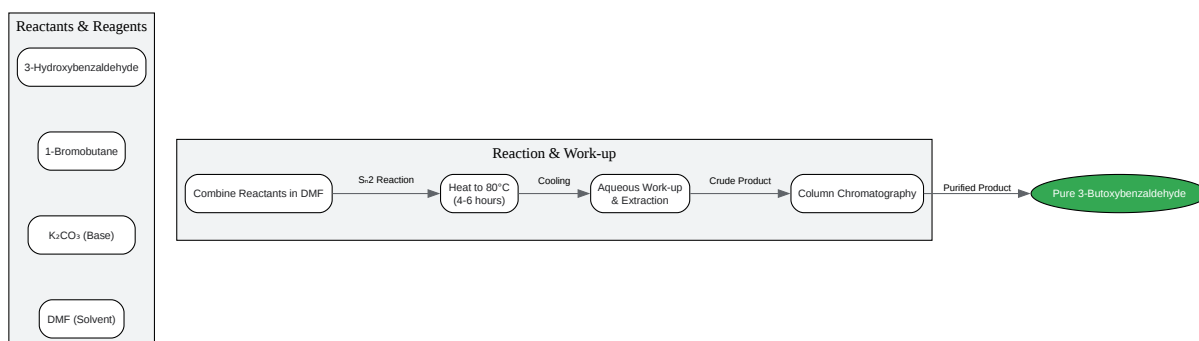 Reactants & Reagents
3-Hydroxybenzaldehyde
1-Bromobutane
K₂CO₃ (Base)
DMF (Solvent)
Reaction & Work-up
Combine Reactants in DMF
Sₙ2 Reaction
Heat to 80°C
(4-6 hours)
Cooling
Aqueous Work-up
& Extraction
Crude Product
Column Chromatography
Purified Product
Pure 3-Butoxybenzaldehyde